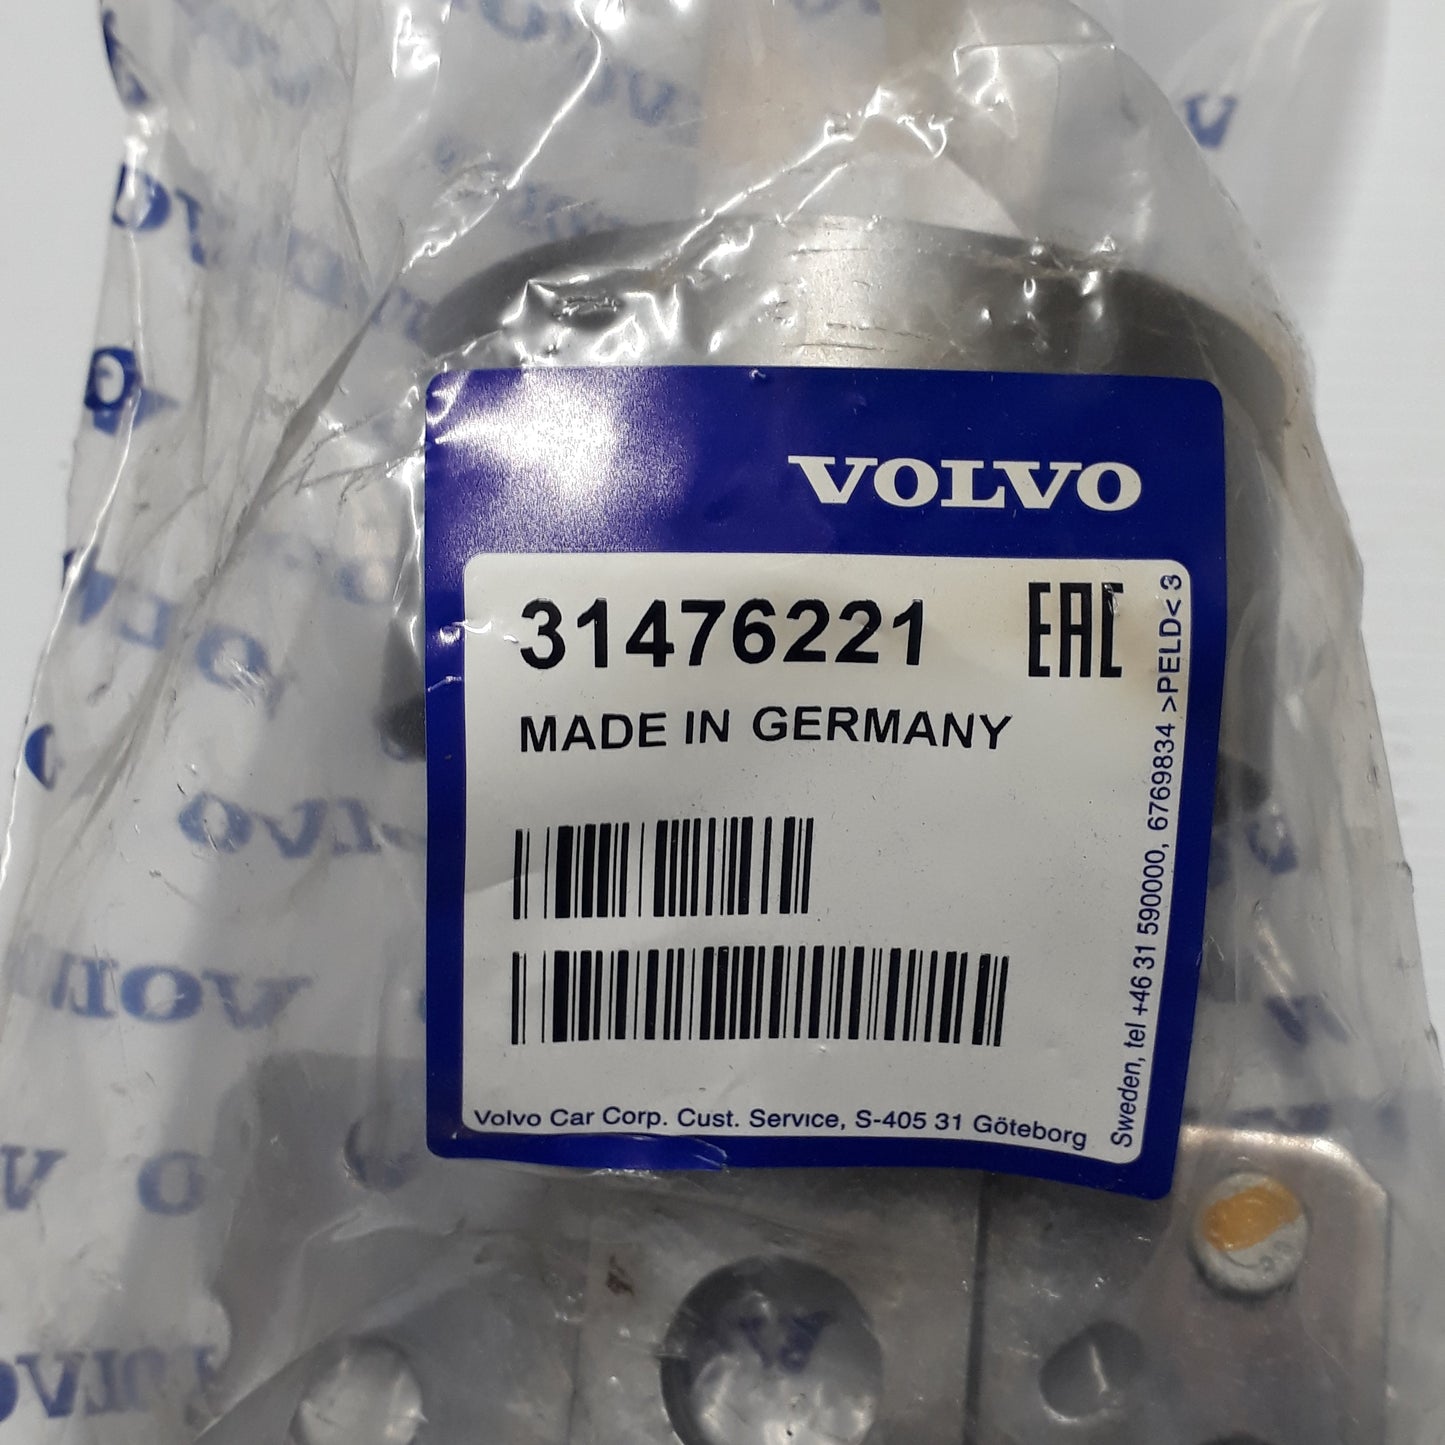 VOLVO
31476221
EAC
MADE IN GERMANY
Volvo Car Corp. Cust. Service, S-405 31 Göteborg
Sweden, tel +46 31 590000, 6769834 >PELD< 3
VOLVO